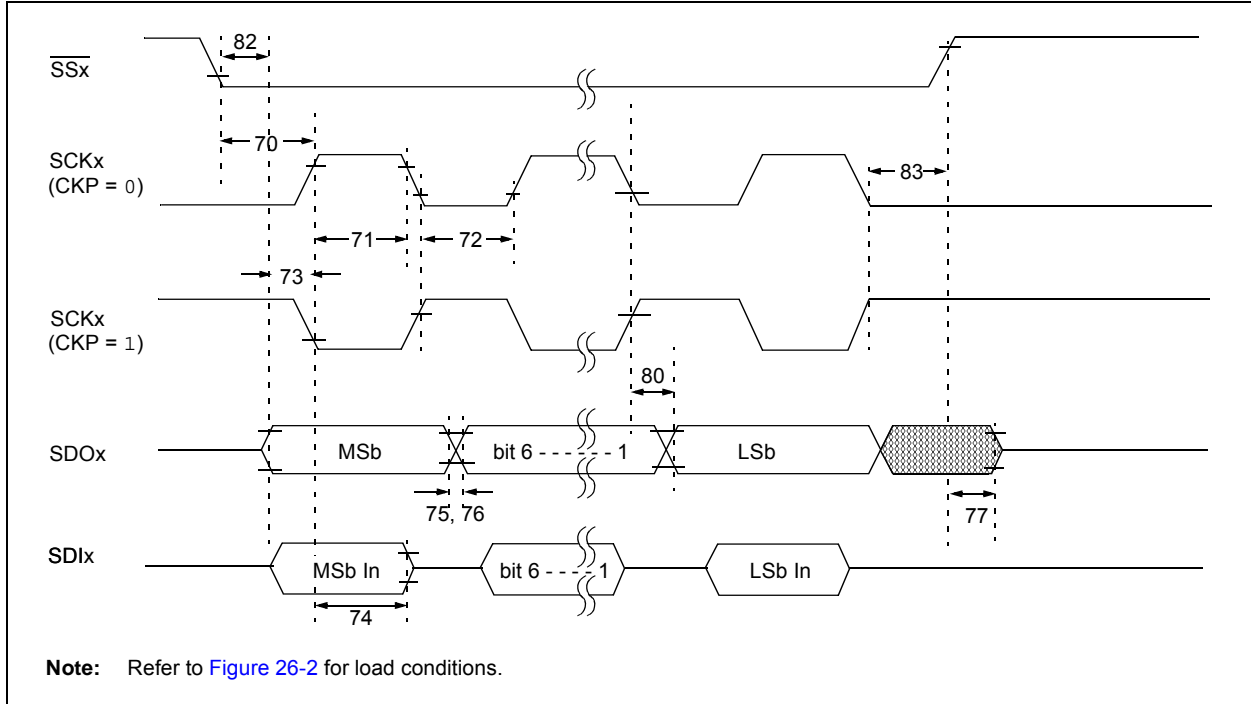 82
SSx
70
SCKx
(CKP = 0)
83
71
72
73
SCKx
(CKP = 1)
80
SDOx
MSb
bit 6 - - - - - - 1
LSb
75, 76
77
SDIx
MSb In
bit 6 - - - - 1
LSb In
74
Note: Refer to Figure 26-2 for load conditions.